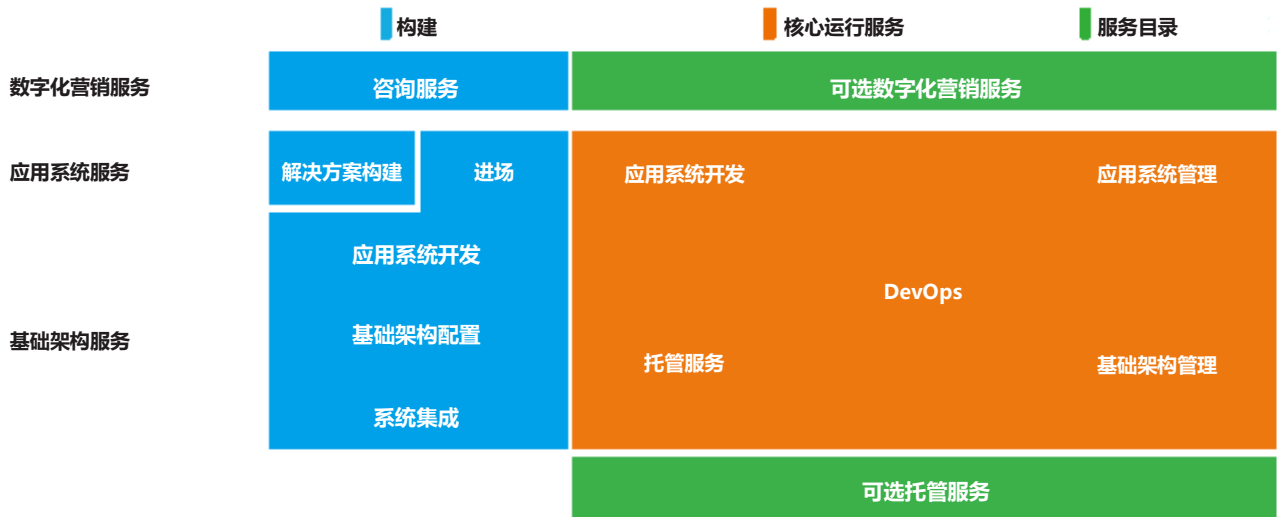 构建
核心运行服务
服务目录
数字化营销服务
咨询服务
可选数字化营销服务
应用系统服务
解决方案构建
进场
应用系统开发
应用系统管理
应用系统开发
DevOps
基础架构服务
基础架构配置
托管服务
基础架构管理
系统集成
可选托管服务